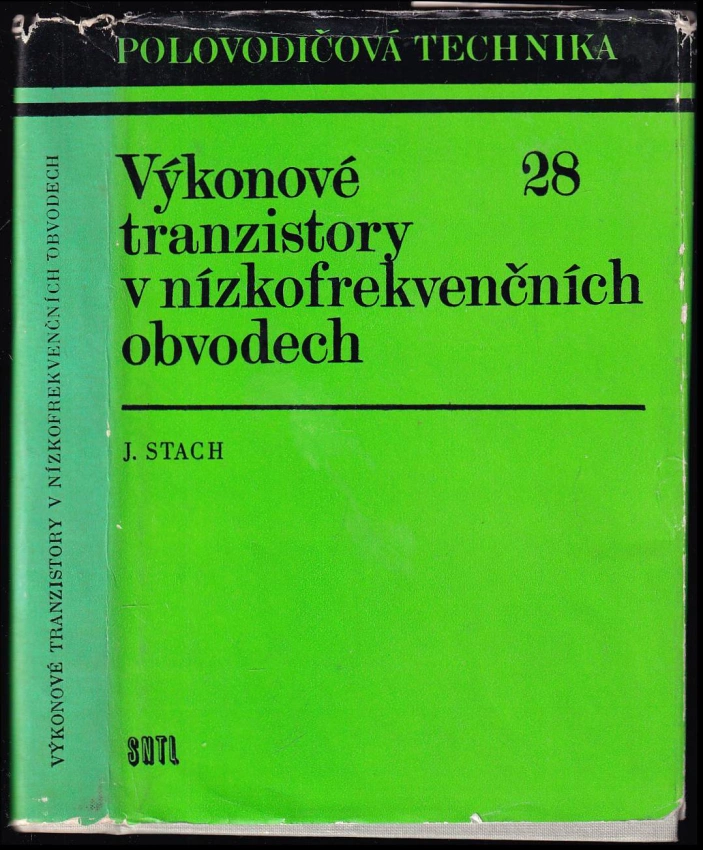 POLOVODIČOVÁ TECHNIKA
Výkonové 28
tranzistory
v nízkofrekvenčních
obvodech
J. STACH
SNTL
VÝKONOVÉ TRANZISTORY V NÍZKOFREKVENČNÍCH OBVODECH